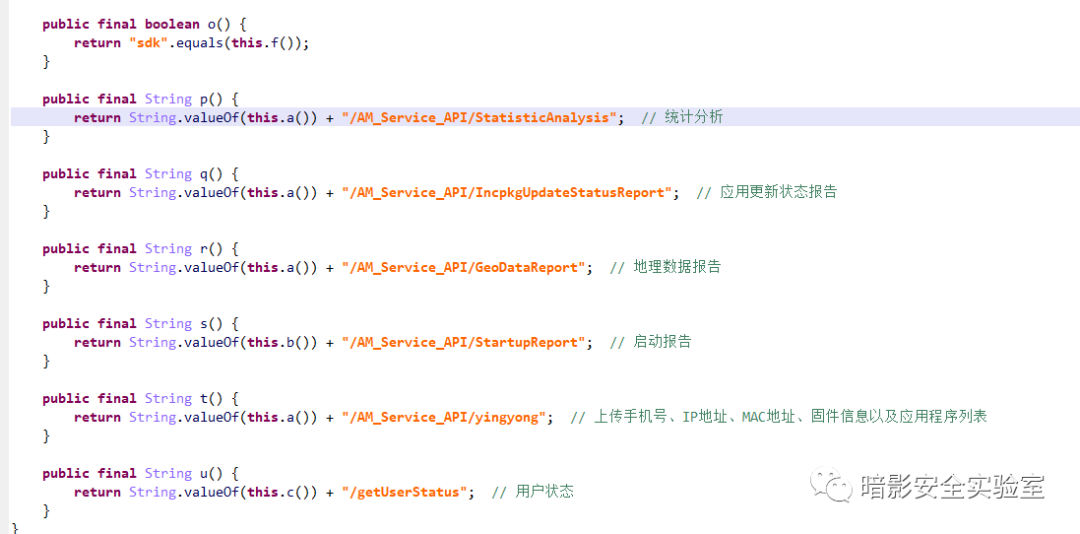 public final boolean o() {
return "sdk".equals(this.f());
}
public final String p() {
return String.valueOf(this.a()) + "/AM_Service_API/StatisticAnalysis";  // 统计分析
}
public final String q() {
return String.valueOf(this.a()) + "/AM_Service_API/IncpkgUpdateStatusReport";  // 应用更新状态报告
}
public final String r() {
return String.valueOf(this.a()) + "/AM_Service_API/GeoDataReport";  // 地理数据报告
}
public final String s() {
return String.valueOf(this.b()) + "/AM_Service_API/StartupReport";  // 启动报告
}
public final String t() {
return String.valueOf(this.a()) + "/AM_Service_API/yingyong";  // 上传手机号、IP地址、MAC地址、固件信息以及应用程序列表
}
public final String u() {
return String.valueOf(this.c()) + "/getUserStatus";  // 用户状态
}
暗影安全实验室
}